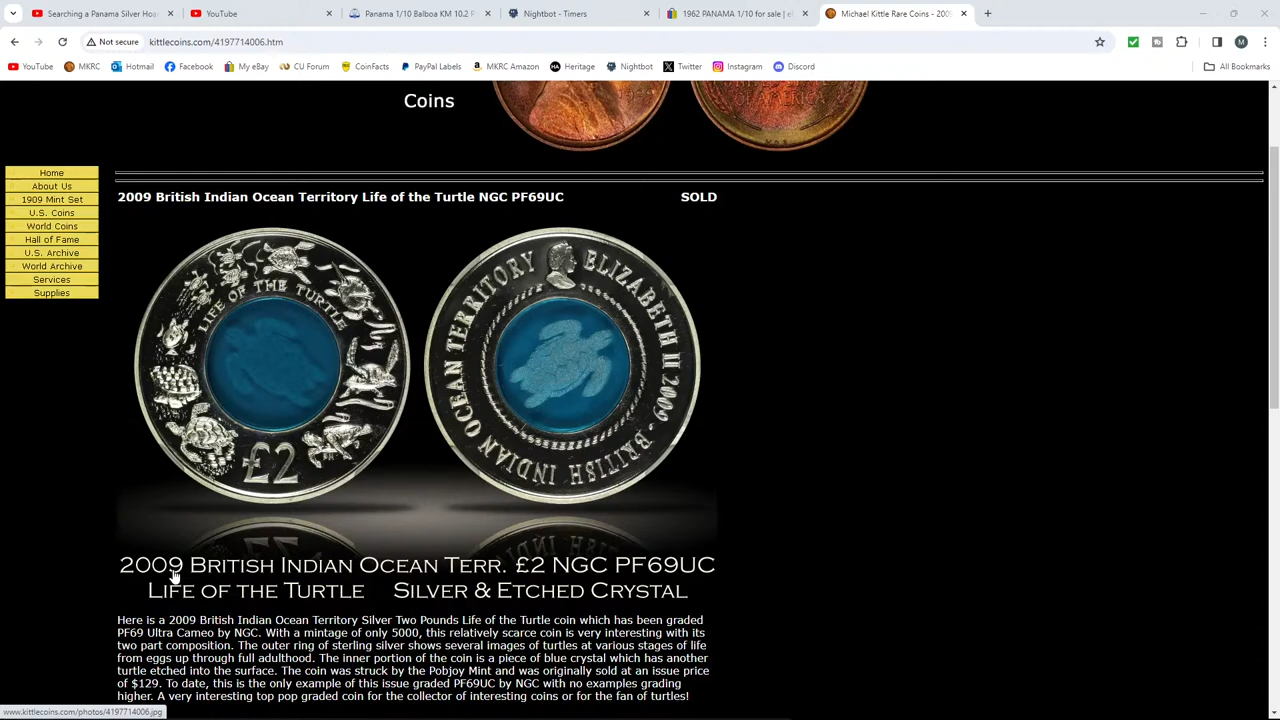 Searching a Panama Silver Hoa
YouTube
Panama 1/10 Balboa KM 10.2 P
Nightbot - Timers
1962 PANAMA 1/10 for sale | e
Michael Kittle Rare Coins - 2009
Not secure
kittlecoins.com/4197714006.htm
M
YouTube
MKRC
Hotmail
Facebook
My eBay
CU Forum
CoinFacts
PayPal Labels
MKRC Amazon
Heritage
Nightbot
Twitter
Instagram
Discord
All Bookmarks
Coins
Home
About Us
1909 Mint Set
U.S. Coins
World Coins
Hall of Fame
U.S. Archive
World Archive
Services
Supplies
2009 British Indian Ocean Territory Life of the Turtle NGC PF69UC SOLD
LIFE OF THE TURTLE
£2
ELIZABETH II 2009 · BRITISH INDIAN OCEAN TERRITORY
2009 British Indian Ocean Terr. £2 NGC PF69UC
Life of the Turtle Silver & Etched Crystal
Here is a 2009 British Indian Ocean Territory Silver Two Pounds Life of the Turtle coin which has been graded
PF69 Ultra Cameo by NGC. With a mintage of only 5000, this relatively scarce coin is very interesting with its
two part composition. The outer ring of sterling silver shows several images of turtles at various stages of life
from eggs up through full adulthood. The inner portion of the coin is a piece of blue crystal which has another
turtle etched into the surface. The coin was struck by the Pobjoy Mint and was originally sold at an issue price
of $129. To date, this is the only example of this issue graded PF69UC by NGC with no examples grading
higher. A very interesting top pop graded coin for the collector of interesting coins or for the fan of turtles!
www.kittlecoins.com/photos/4197714006.jpg